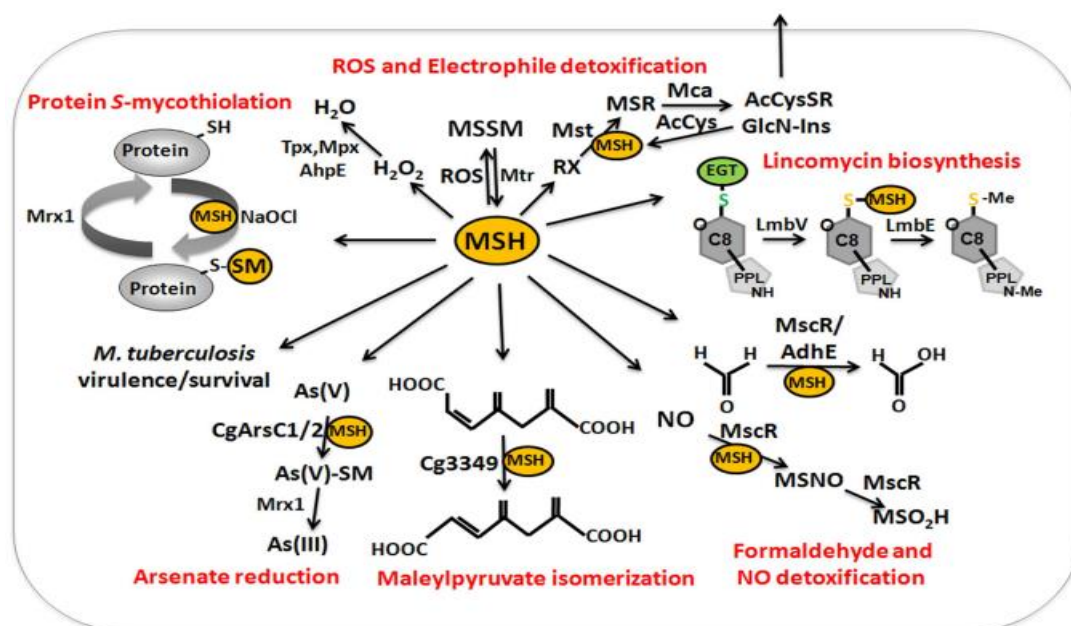 ROS and Electrophile detoxification
Protein S-mycothiolation
SH
Protein
Mrx1
MSH NaOCl
S-SM
Protein
H₂O
Tpx,Mpx
AhpE
H₂O₂
MSSM
ROS
Mtr
MSH
RX
Mst
MSH
MSR
Mca
AcCys
AcCysSR
GlcN-Ins
Lincomycin biosynthesis
EGT
S
O
C8
PPL
NH
LmbV
S-MSH
O
C8
PPL
NH
LmbE
S-Me
O
C8
PPL
N-Me
M. tuberculosis
virulence/survival
As(V)
CgArsC1/2 MSH
As(V)-SM
Mrx1
As(III)
Arsenate reduction
HOOC
COOH
Cg3349 MSH
HOOC
COOH
Maleylpyruvate isomerization
H
H
O
MscR/
AdhE
MSH
H
OH
O
NO
MscR
MSH
MSNO
MscR
MSO₂H
Formaldehyde and
NO detoxification